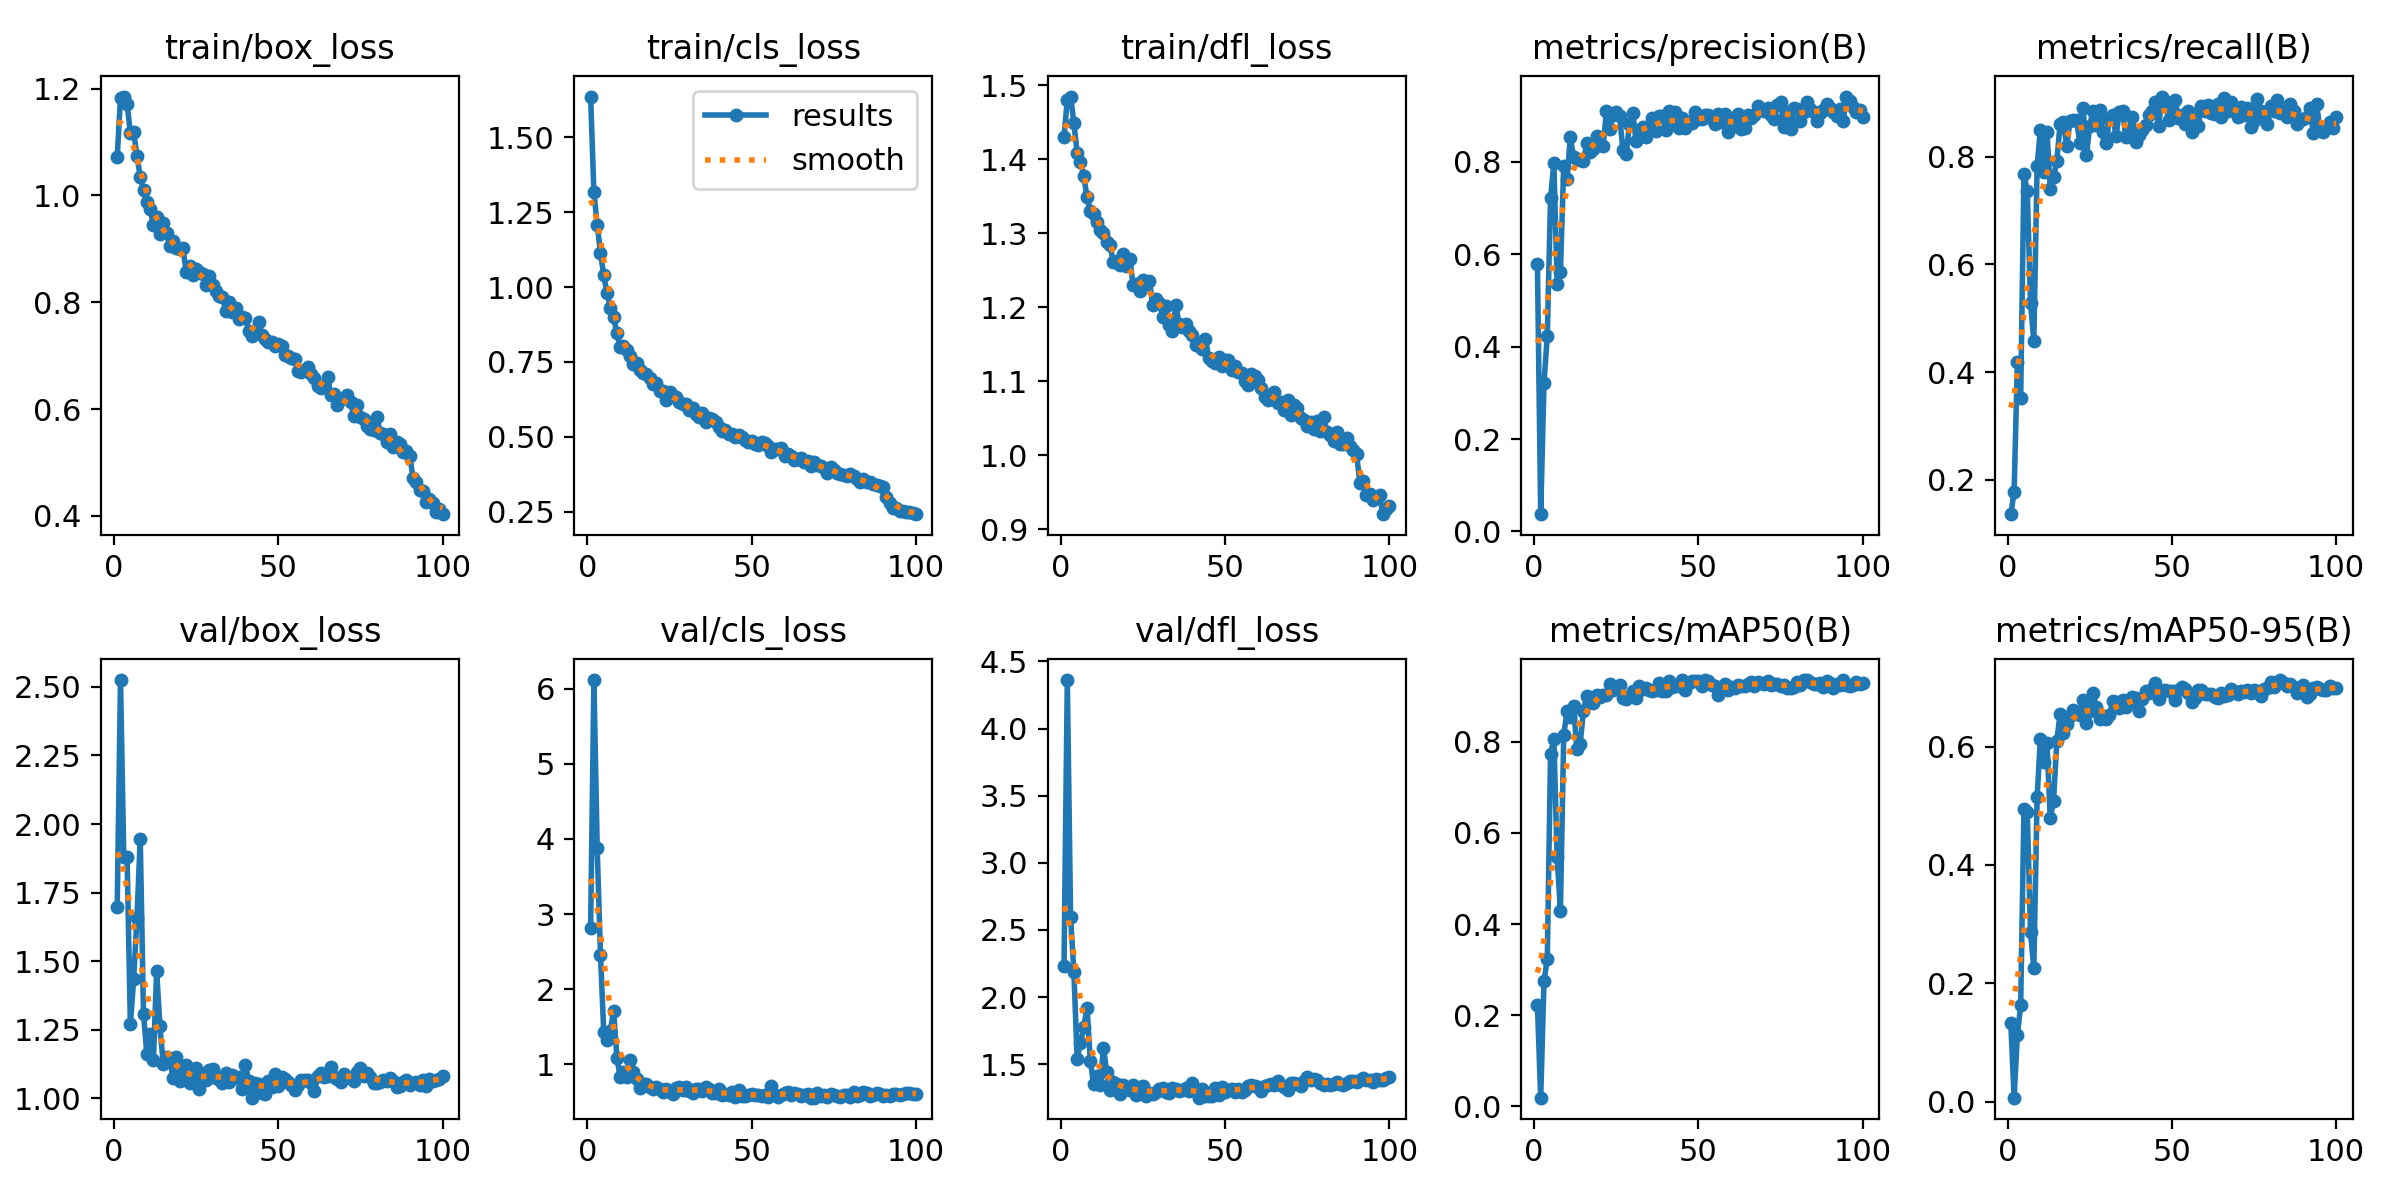 train/box_loss
1.2
1.0
0.8
0.6
0.4
0 50 100
train/cls_loss
results
smooth
1.50
1.25
1.00
0.75
0.50
0.25
0 50 100
train/dfl_loss
1.5
1.4
1.3
1.2
1.1
1.0
0.9
0 50 100
metrics/precision(B)
0.8
0.6
0.4
0.2
0.0
0 50 100
metrics/recall(B)
0.8
0.6
0.4
0.2
0 50 100
val/box_loss
2.50
2.25
2.00
1.75
1.50
1.25
1.00
0 50 100
val/cls_loss
6
5
4
3
2
1
0 50 100
val/dfl_loss
4.5
4.0
3.5
3.0
2.5
2.0
1.5
0 50 100
metrics/mAP50(B)
0.8
0.6
0.4
0.2
0.0
0 50 100
metrics/mAP50-95(B)
0.6
0.4
0.2
0.0
0 50 100